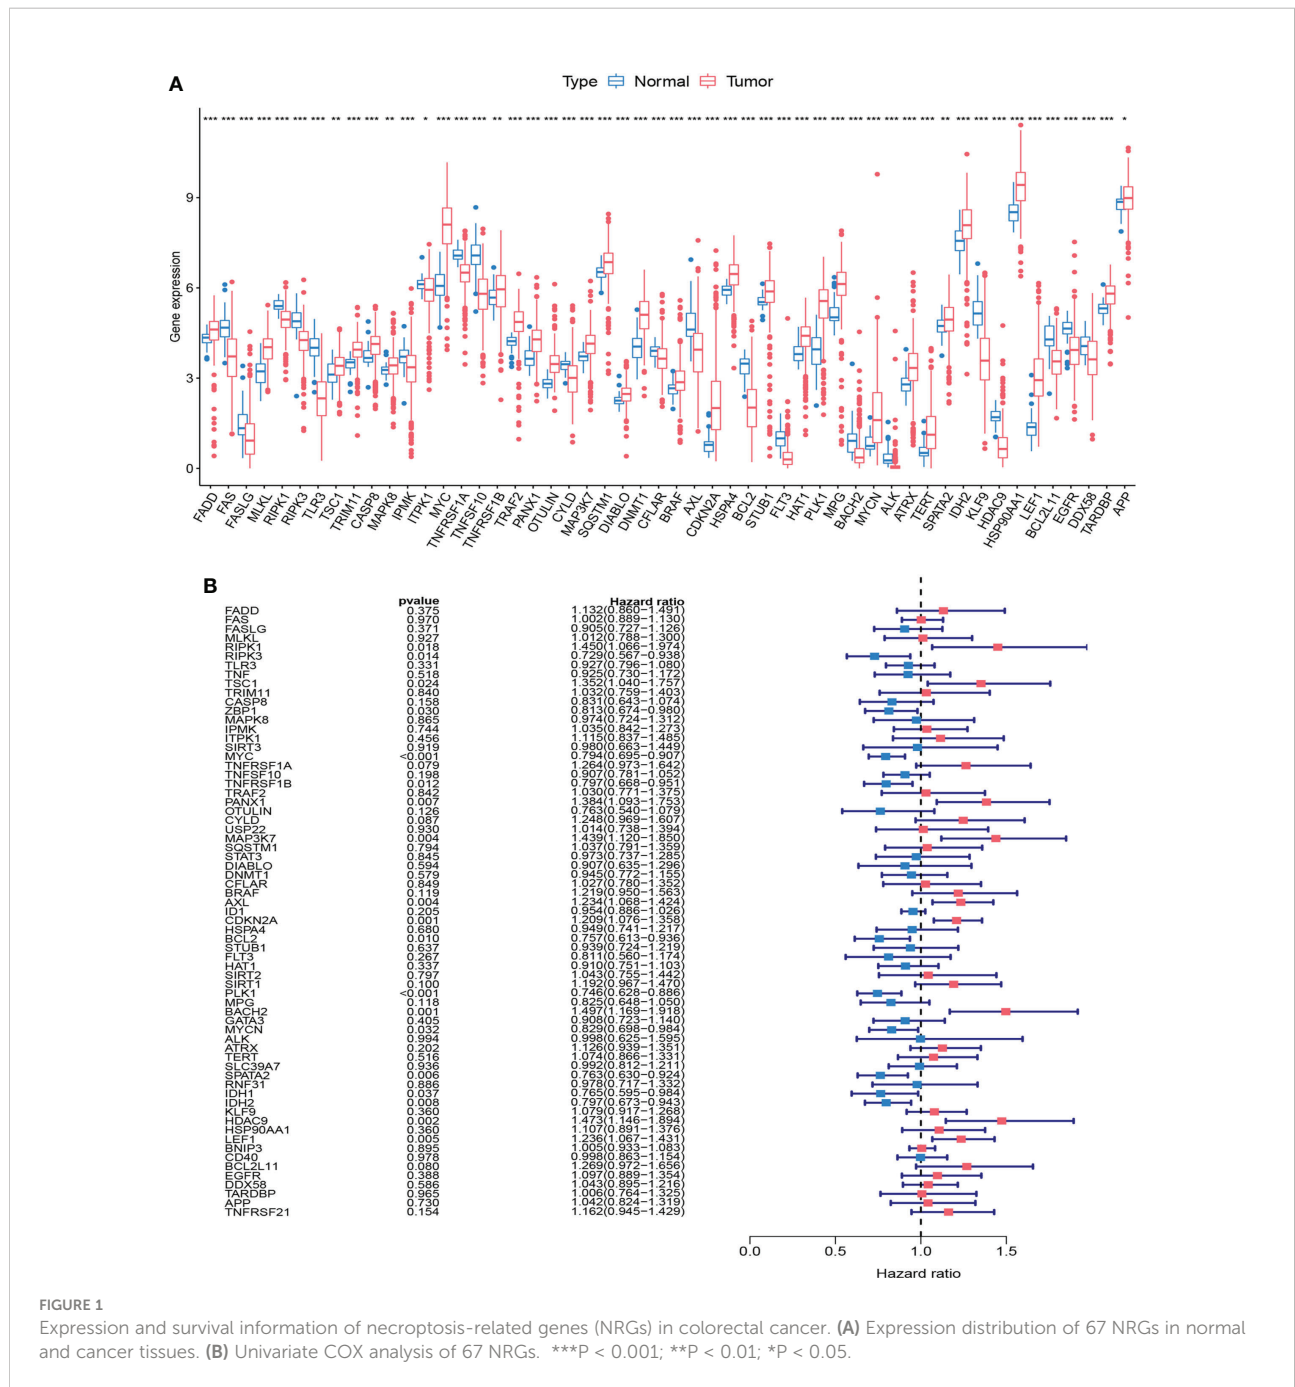 A
Type Normal Tumor
*** *** *** *** *** *** ** *** *** ** *** * *** *** *** ** *** *** *** *** *** *** *** *** *** *** *** *** *** *** *** *** *** *** *** *** *** *** *** ** *** *** *** *** *** *** *** *** *** *
Gene expression
9
6
3
0
FADD FAS FASLG MLKL RIPK1 RIPK3 TLR3 TSC1 TRIM11 CASP8 MAPK8 IPMK ITPK1 MYC TNFRSF1A TNFSF10 TNFRSF1B TRAF2 PANX1 OTULIN CYLD MAP3K7 SQSTM1 DIABLO DNMT1 CFLAR BRAF AXL CDKN2A HSPA4 BCL2 STUB1 FLT3 HAT1 PLK1 MPG BACH2 MYCN ALK ATRX TERT SPATA2 IDH2 KLF9 HDAC9 HSP90AA1 LEF1 BCL2L11 EGFR DDX58 TARDBP APP
B
pvalue Hazard ratio
FADD 0.375 1.132(0.860−1.491)
FAS 0.970 1.002(0.889−1.130)
FASLG 0.371 0.905(0.727−1.126)
MLKL 0.927 1.012(0.788−1.300)
RIPK1 0.018 1.450(1.066−1.974)
RIPK3 0.014 0.729(0.567−0.938)
TLR3 0.331 0.927(0.796−1.080)
TNF 0.518 0.925(0.730−1.172)
TSC1 0.024 1.352(1.040−1.757)
TRIM11 0.840 1.032(0.759−1.403)
CASP8 0.158 0.831(0.643−1.074)
ZBP1 0.030 0.813(0.674−0.980)
MAPK8 0.865 0.974(0.724−1.312)
IPMK 0.744 1.035(0.842−1.273)
ITPK1 0.456 1.115(0.837−1.485)
SIRT3 0.919 0.980(0.663−1.449)
MYC <0.001 0.794(0.695−0.907)
TNFRSF1A 0.079 1.264(0.973−1.642)
TNFSF10 0.198 0.907(0.781−1.052)
TNFRSF1B 0.012 0.797(0.668−0.951)
TRAF2 0.842 1.030(0.771−1.375)
PANX1 0.007 1.384(1.093−1.753)
OTULIN 0.126 0.763(0.540−1.079)
CYLD 0.087 1.248(0.969−1.607)
USP22 0.930 1.014(0.738−1.394)
MAP3K7 0.004 1.439(1.120−1.850)
SQSTM1 0.794 1.037(0.791−1.359)
STAT3 0.845 0.973(0.737−1.285)
DIABLO 0.594 0.907(0.635−1.296)
DNMT1 0.579 0.945(0.772−1.155)
CFLAR 0.849 1.027(0.780−1.352)
BRAF 0.119 1.219(0.950−1.563)
AXL 0.004 1.234(1.068−1.424)
ID1 0.205 0.954(0.886−1.026)
CDKN2A 0.001 1.209(1.076−1.358)
HSPA4 0.680 0.949(0.741−1.217)
BCL2 0.010 0.757(0.613−0.936)
STUB1 0.637 0.939(0.724−1.219)
FLT3 0.267 0.811(0.560−1.174)
HAT1 0.337 0.910(0.751−1.103)
SIRT2 0.797 1.043(0.755−1.442)
SIRT1 0.100 1.192(0.967−1.470)
PLK1 <0.001 0.746(0.628−0.886)
MPG 0.118 0.825(0.648−1.050)
BACH2 0.001 1.497(1.169−1.918)
GATA3 0.405 0.908(0.723−1.140)
MYCN 0.032 0.829(0.698−0.984)
ALK 0.994 0.998(0.625−1.595)
ATRX 0.202 1.126(0.939−1.351)
TERT 0.516 1.074(0.866−1.331)
SLC39A7 0.936 0.992(0.812−1.211)
SPATA2 0.006 0.763(0.630−0.924)
RNF31 0.886 0.978(0.717−1.332)
IDH1 0.037 0.765(0.595−0.984)
IDH2 0.008 0.797(0.673−0.943)
KLF9 0.360 1.079(0.917−1.268)
HDAC9 0.002 1.473(1.146−1.894)
HSP90AA1 0.360 1.107(0.891−1.376)
LEF1 0.005 1.236(1.067−1.431)
BNIP3 0.895 1.005(0.933−1.083)
CD40 0.978 0.998(0.863−1.154)
BCL2L11 0.080 1.269(0.972−1.656)
EGFR 0.388 1.097(0.889−1.354)
DDX58 0.586 1.043(0.895−1.216)
TARDBP 0.965 1.006(0.764−1.325)
APP 0.730 1.042(0.824−1.319)
TNFRSF21 0.154 1.162(0.945−1.429)
0.0 0.5 1.0 1.5
Hazard ratio
FIGURE 1
Expression and survival information of necroptosis-related genes (NRGs) in colorectal cancer. (A) Expression distribution of 67 NRGs in normal
and cancer tissues. (B) Univariate COX analysis of 67 NRGs. ***P < 0.001; **P < 0.01; *P < 0.05.